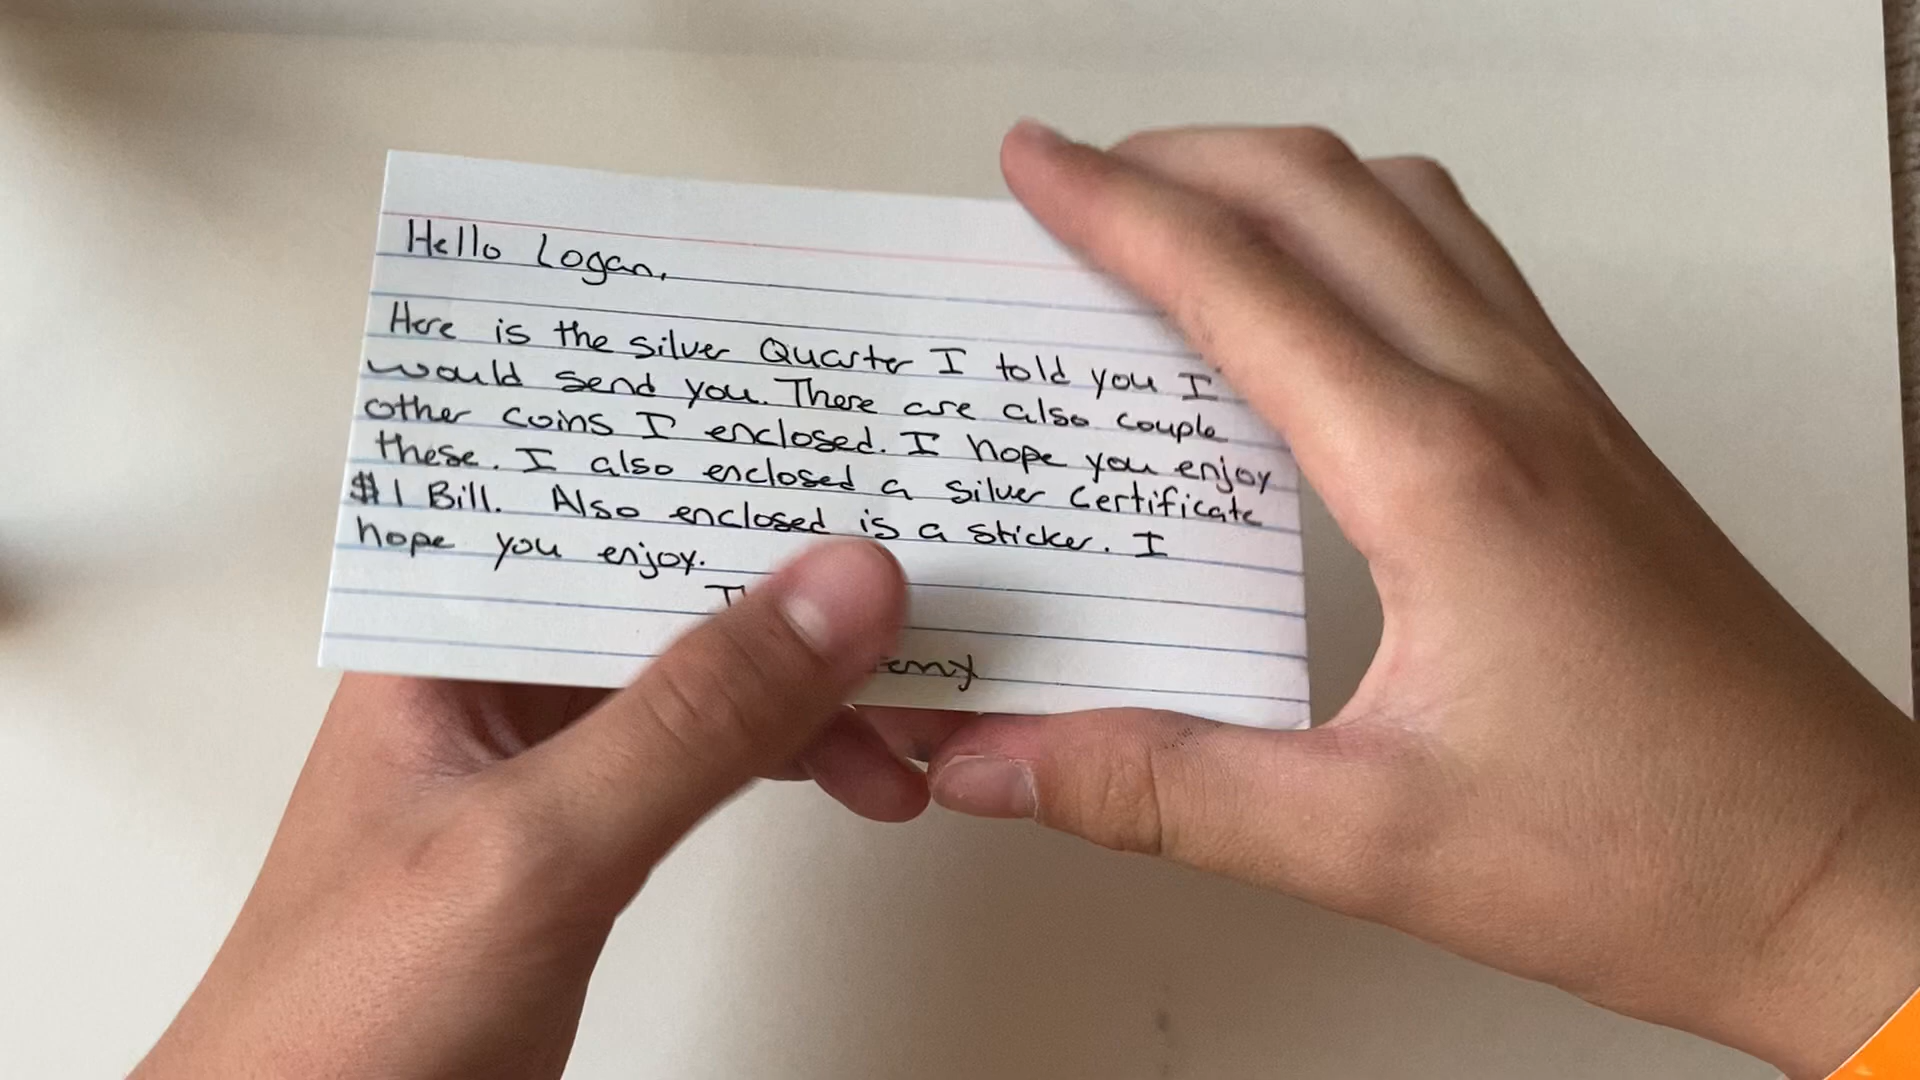 Hello Logan,
Here is the silver Quarter I told you I
would send you. There are also couple
other coins I enclosed. I hope you enjoy
these. I also enclosed a silver certificate
$1 Bill. Also enclosed is a sticker. I
hope you enjoy.